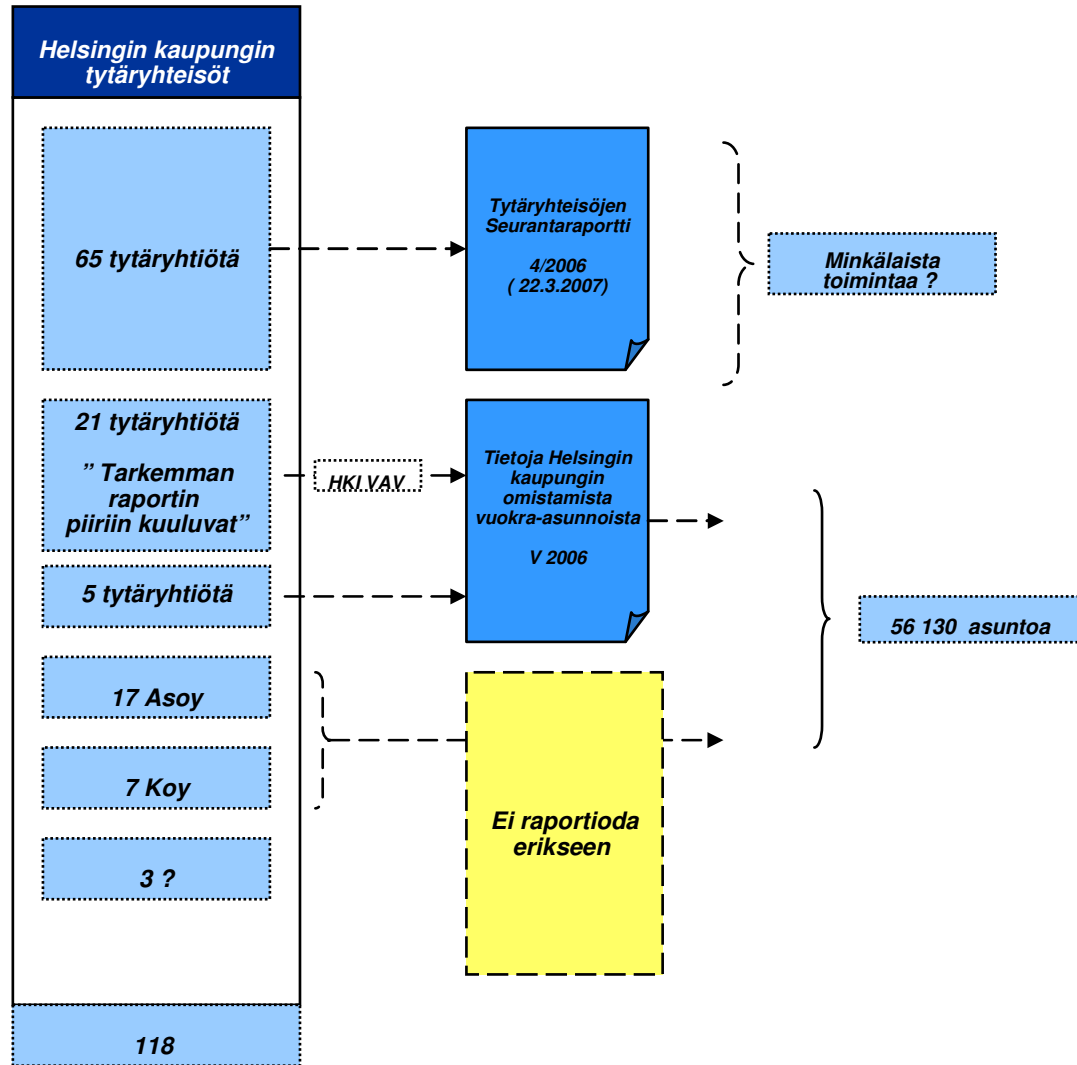 Helsingin kaupungin
tytäryhteisöt
65 tytäryhtiötä
Tytäryhteisöjen
Seurantaraportti
4/2006
( 22.3.2007)
Minkälaista
toimintaa ?
21 tytäryhtiötä
” Tarkemman
raportin
piiriin kuuluvat”
HKI VAV
Tietoja Helsingin
kaupungin
omistamista
vuokra-asunnoista
V 2006
5 tytäryhtiötä
56 130 asuntoa
17 Asoy
7 Koy
Ei raportioda
erikseen
3 ?
118